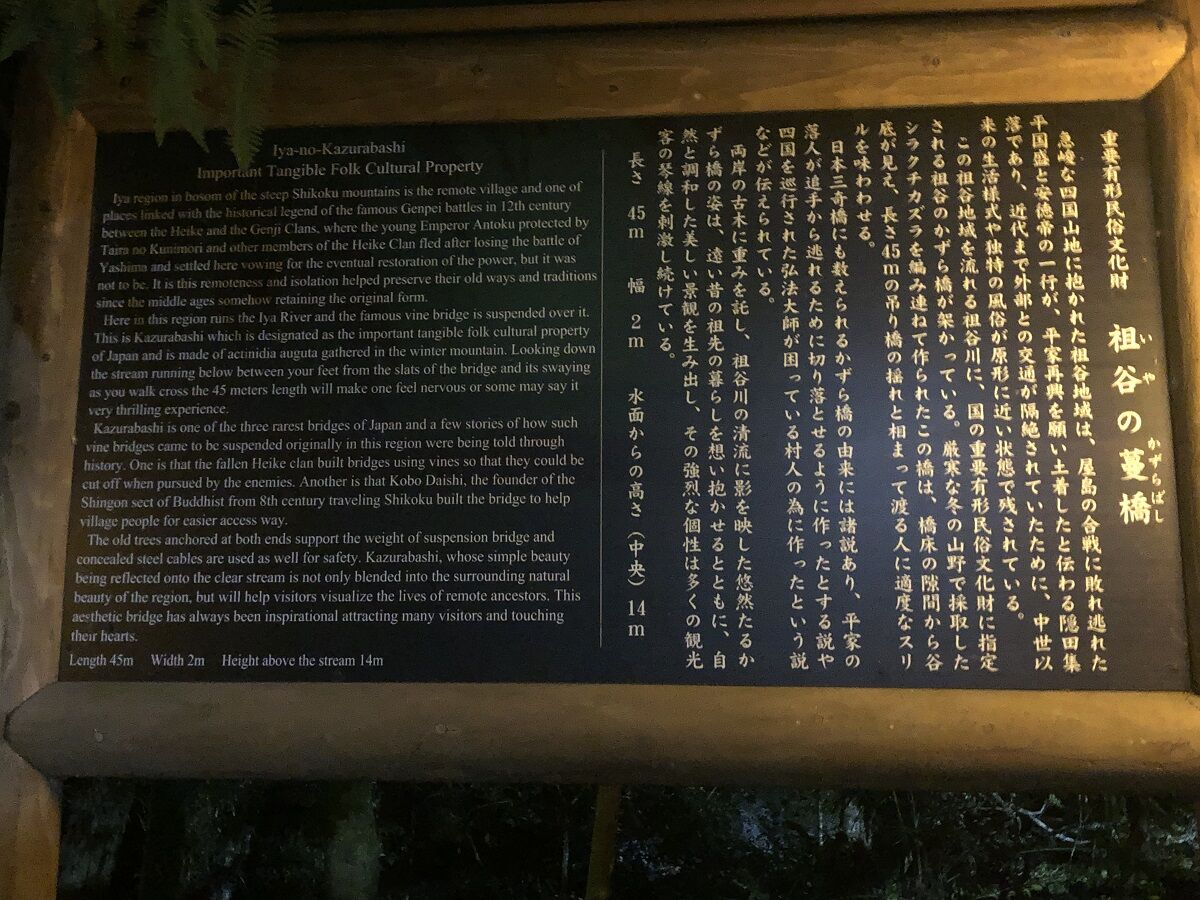 Iya-no-Kazurabashi
Important Tangible Folk Cultural Property
Iya region in bosom of the steep Shikoku mountains is the remote village and one of
places linked with the historical legend of the famous Genpei battles in 12th century
between the Heike and the Genji Clans, where the young Emperor Antoku protected by
Taira no Kunimori and other members of the Heike Clan fled after losing the battle of
Yashima and settled here vowing for the eventual restoration of the power, but it was
not to be. It is this remoteness and isolation helped preserve their old ways and traditions
since the middle ages somehow retaining the original form.
Here in this region runs the Iya River and the famous vine bridge is suspended over it.
This is Kazurabashi which is designated as the important tangible folk cultural property
of Japan and is made of actinidia auguta gathered in the winter mountain. Looking down
the stream running below between your feet from the slats of the bridge and its swaying
as you walk cross the 45 meters length will make one feel nervous or some may say it
very thrilling experience.
Kazurabashi is one of the three rarest bridges of Japan and a few stories of how such
vine bridges came to be suspended originally in this region were being told through
history. One is that the fallen Heike clan built bridges using vines so that they could be
cut off when pursued by the enemies. Another is that Kobo Daishi, the founder of the
Shingon sect of Buddhist from 8th century traveling Shikoku built the bridge to help
village people for easier access way.
The old trees anchored at both ends support the weight of suspension bridge and
concealed steel cables are used as well for safety. Kazurabashi, whose simple beauty
being reflected onto the clear stream is not only blended into the surrounding natural
beauty of the region, but will help visitors visualize the lives of remote ancestors. This
aesthetic bridge has always been inspirational attracting many visitors and touching
their hearts.
Length 45m Width 2m Height above the stream 14m
重要有形民俗文化財 祖谷の蔓橋
いや かずらばし
急峻な四国山地に抱かれた祖谷地域は、屋島の合戦に敗れ逃れた
平国盛と安徳帝の一行が、平家再興を願い土着したと伝わる隠田集
落であり、近代まで外部との交通が隔絶されていたために、中世以
来の生活様式や独特の風俗が原形に近い状態で残されている。
この祖谷地域を流れる祖谷川に、国の重要有形民俗文化財に指定
される祖谷のかずら橋が架かっている。厳寒な冬の山野で採取した
シラクチカズラを編み連ねて作られたこの橋は、橋床の隙間から谷
底が見え、長さ45mの吊り橋の揺れと相まって渡る人に適度なスリ
ルを味わわせる。
日本三奇橋にも数えられるかずら橋の由来には諸説あり、平家の
落人が追手から逃れるために切り落とせるように作ったとする説や
四国を巡行された弘法大師が困っている村人の為に作ったという説
などが伝えられている。
両岸の古木に重みを託し、祖谷川の清流に影を映した悠然たるか
ずら橋の姿は、遠い昔の祖先の暮らしを想い抱かせるとともに、自
然と調和した美しい景観を生み出し、その強烈な個性は多くの観光
客の琴線を刺激し続けている。
長さ 45m 幅 2m 水面からの高さ(中央)14m